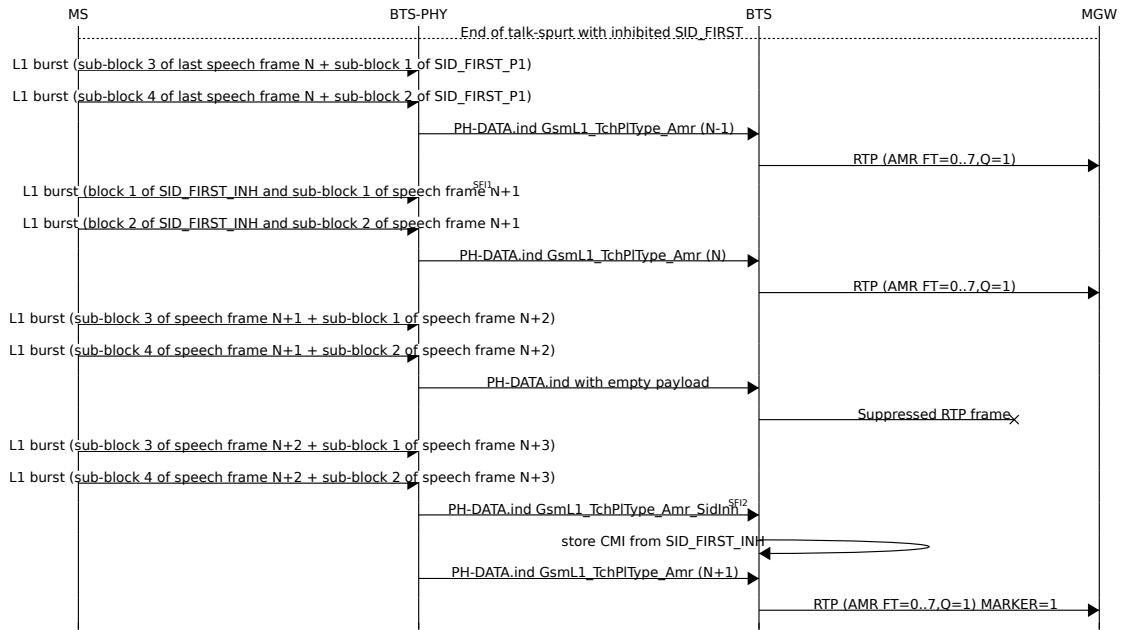 MS BTS-PHY BTS MGW
End of talk-spurt with inhibited SID_FIRST
L1 burst (sub-block 3 of last speech frame N + sub-block 1 of SID_FIRST_P1)
L1 burst (sub-block 4 of last speech frame N + sub-block 2 of SID_FIRST_P1)
PH-DATA.ind GsmL1_TchPlType_Amr (N-1)
RTP (AMR FT=0..7,Q=1)
L1 burst (block 1 of SID_FIRST_INH and sub-block 1 of speech frame N+1 SFI1
L1 burst (block 2 of SID_FIRST_INH and sub-block 2 of speech frame N+1
PH-DATA.ind GsmL1_TchPlType_Amr (N)
RTP (AMR FT=0..7,Q=1)
L1 burst (sub-block 3 of speech frame N+1 + sub-block 1 of speech frame N+2)
L1 burst (sub-block 4 of speech frame N+1 + sub-block 2 of speech frame N+2)
PH-DATA.ind with empty payload
Suppressed RTP frame
L1 burst (sub-block 3 of speech frame N+2 + sub-block 1 of speech frame N+3)
L1 burst (sub-block 4 of speech frame N+2 + sub-block 2 of speech frame N+3)
PH-DATA.ind GsmL1_TchPlType_Amr_SidInh SFI2
store CMI from SID_FIRST_INH
PH-DATA.ind GsmL1_TchPlType_Amr (N+1)
RTP (AMR FT=0..7,Q=1) MARKER=1